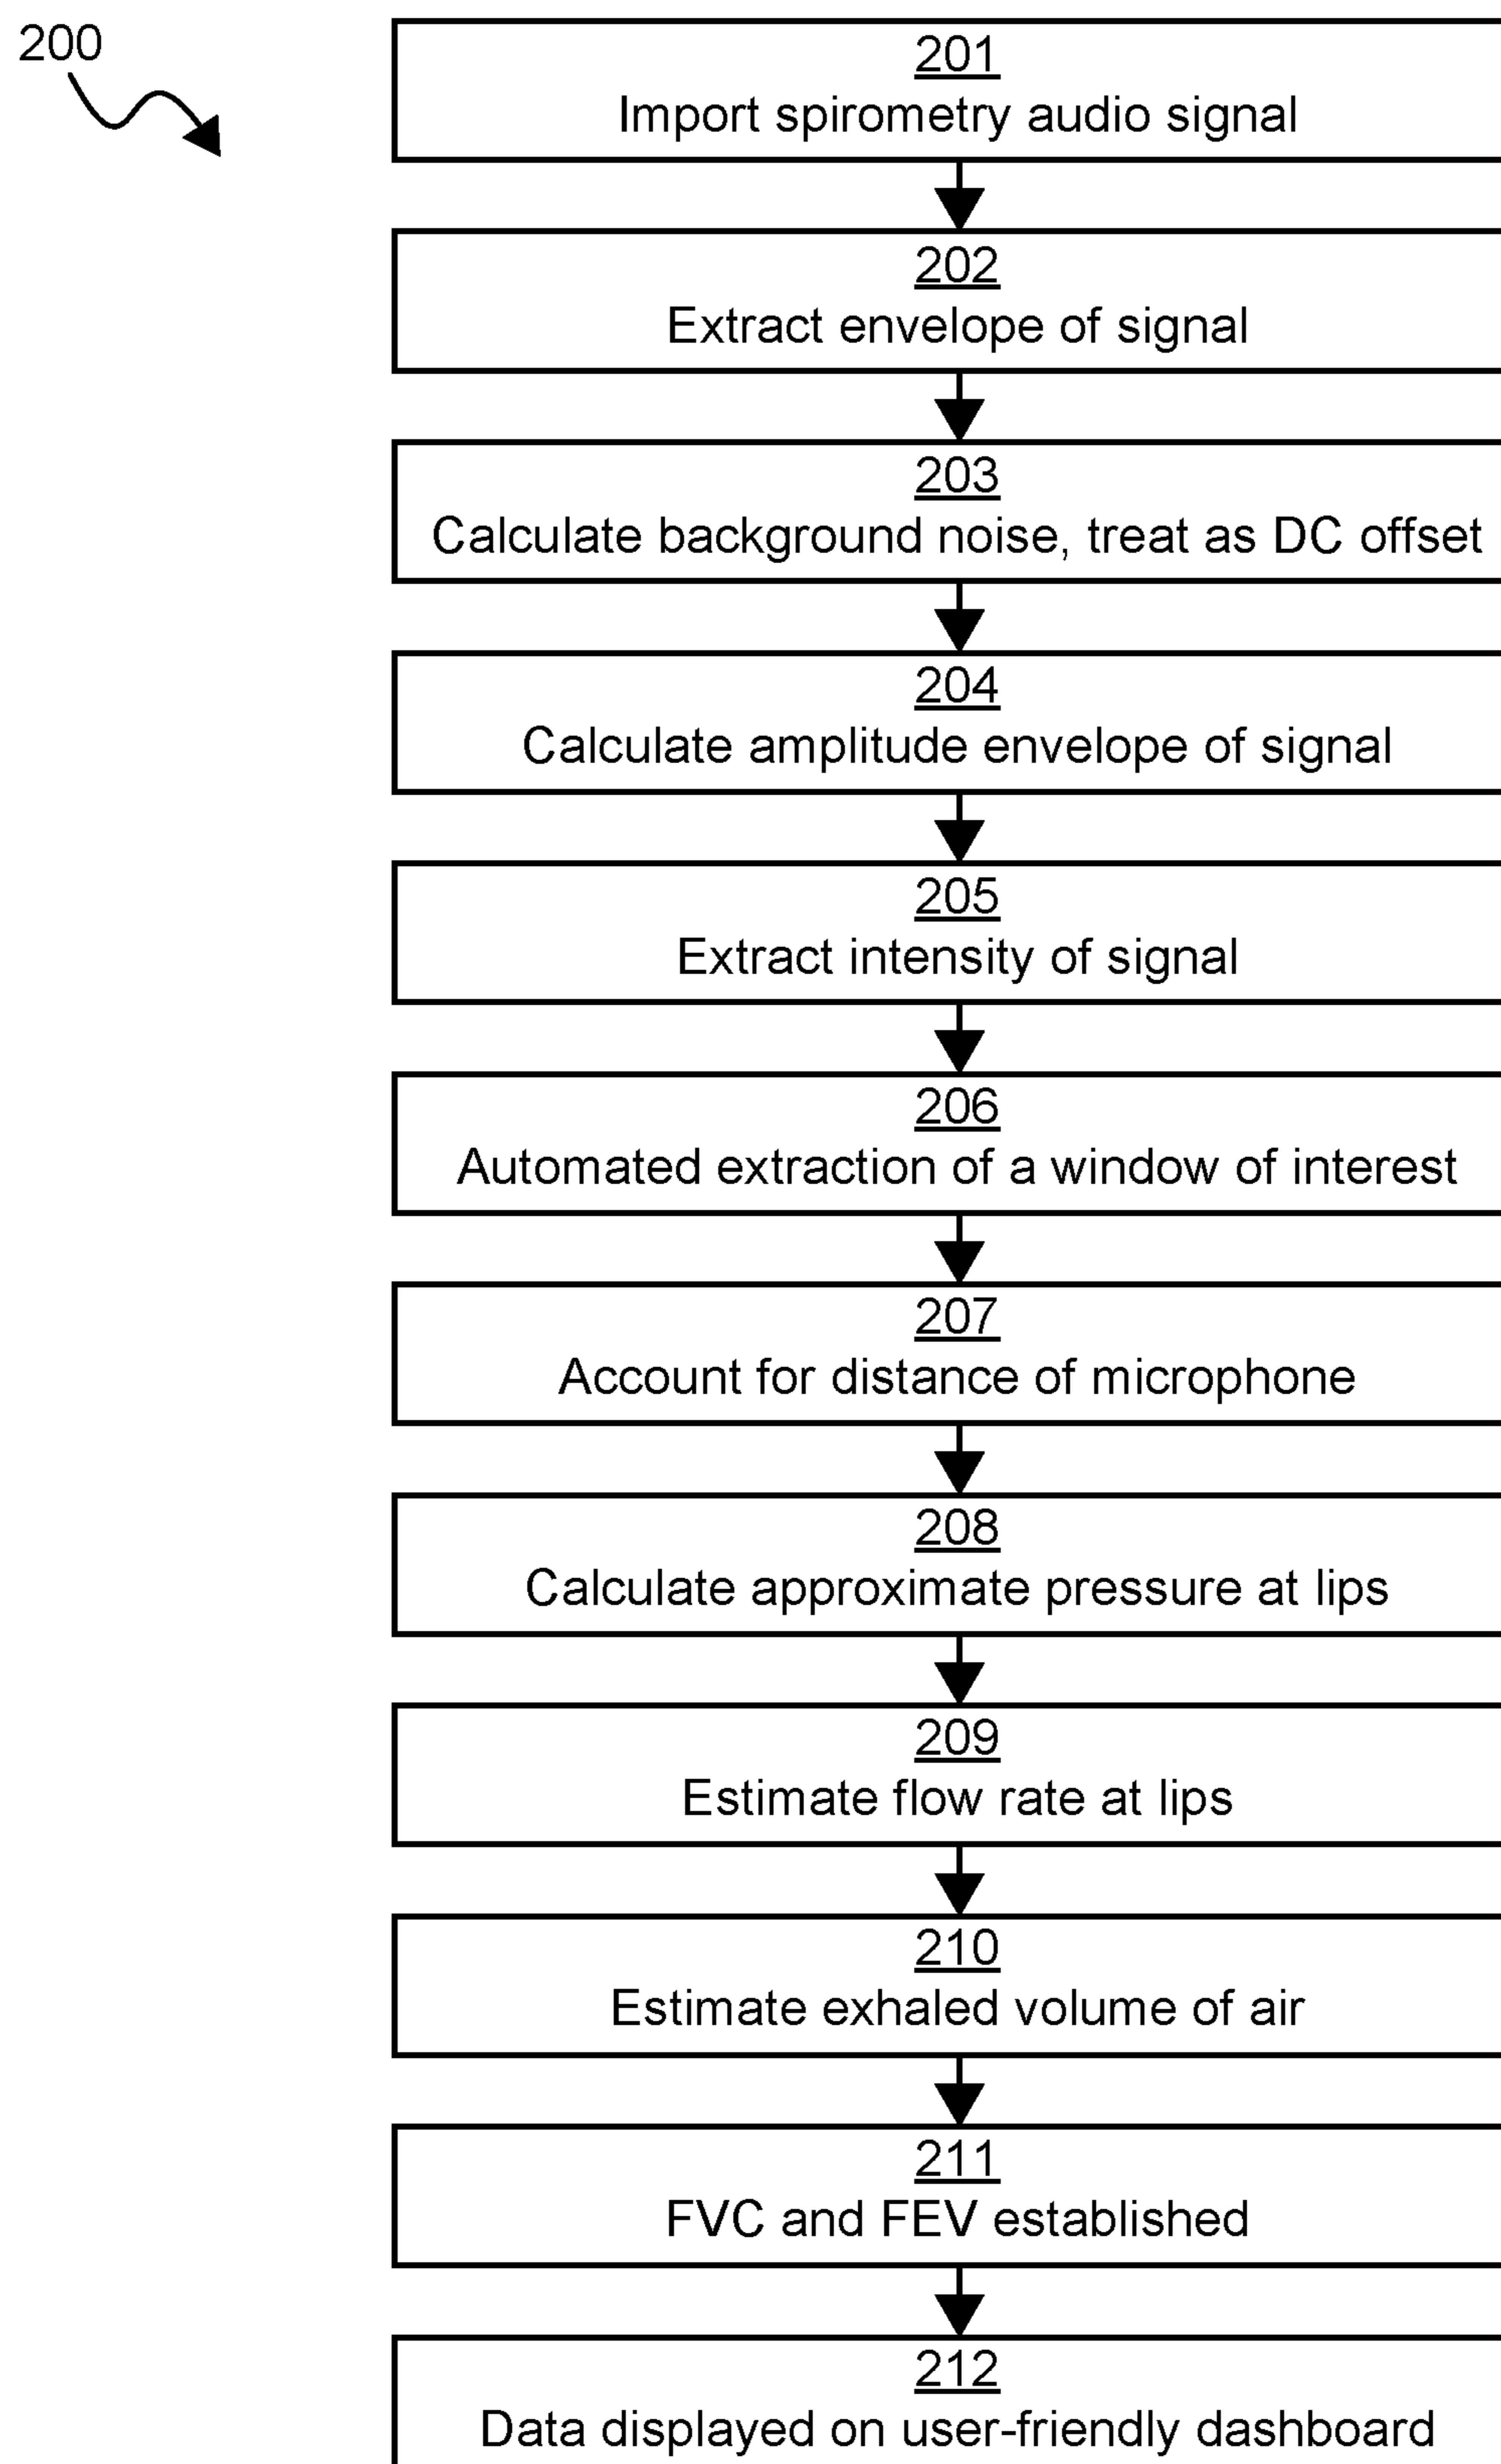 200
201
Import spirometry audio signal
202
Extract envelope of signal
203
Calculate background noise, treat as DC offset
204
Calculate amplitude envelope of signal
205
Extract intensity of signal
206
Automated extraction of a window of interest
207
Account for distance of microphone
208
Calculate approximate pressure at lips
209
Estimate flow rate at lips
210
Estimate exhaled volume of air
211
FVC and FEV established
212
Data displayed on user-friendly dashboard